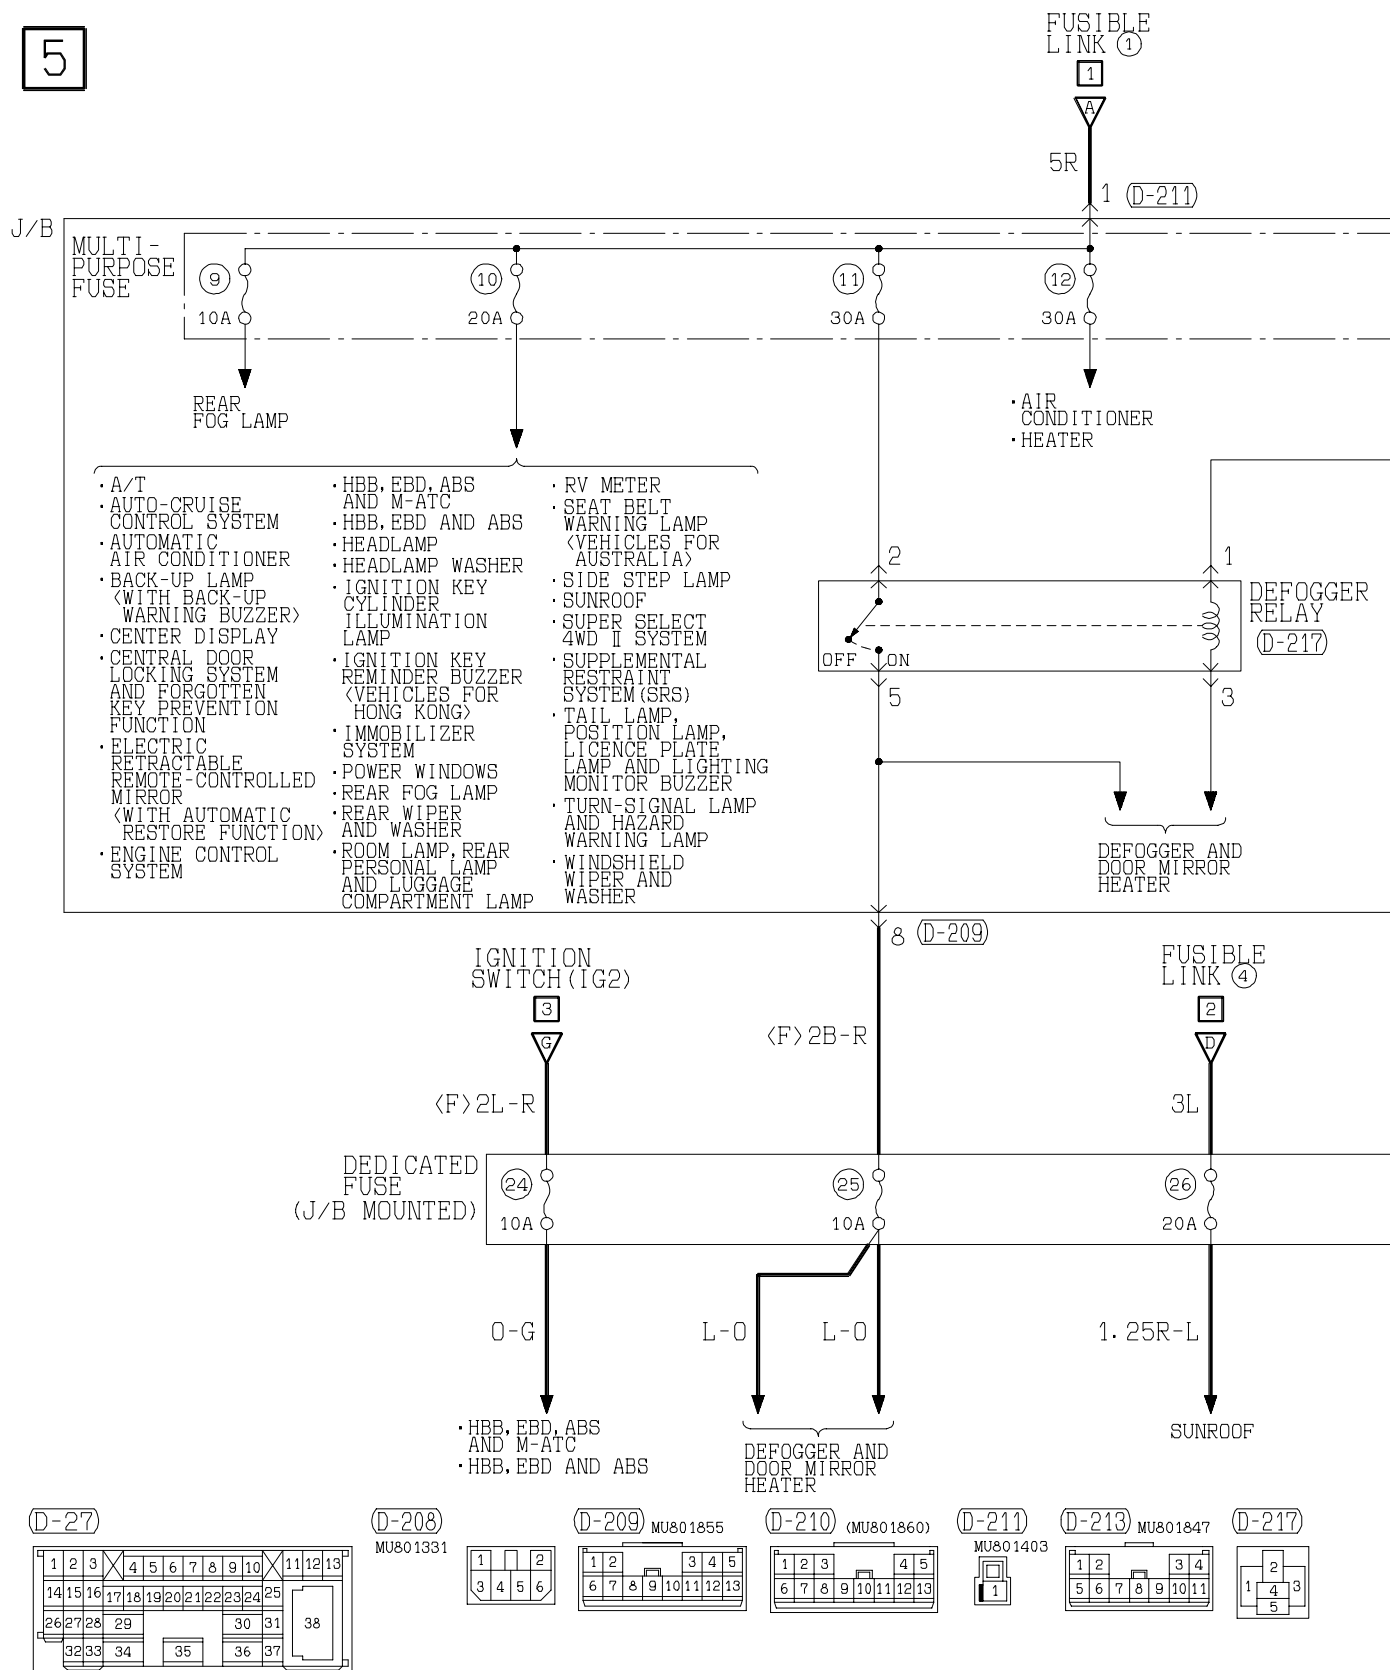 5
FUSIBLE
LINK ①
1
A
5R
1 (D-211)
J/B
MULTI-
PURPOSE
FUSE
9
10A
10
20A
11
30A
12
30A
REAR
FOG LAMP
·AIR
CONDITIONER
·HEATER
·A/T
·AUTO-CRUISE
CONTROL SYSTEM
·AUTOMATIC
AIR CONDITIONER
·BACK-UP LAMP
<WITH BACK-UP
WARNING BUZZER>
·CENTER DISPLAY
·CENTRAL DOOR
LOCKING SYSTEM
AND FORGOTTEN
KEY PREVENTION
FUNCTION
·ELECTRIC
RETRACTABLE
REMOTE-CONTROLLED
MIRROR
<WITH AUTOMATIC
RESTORE FUNCTION>
·ENGINE CONTROL
SYSTEM
·HBB,EBD,ABS
AND M-ATC
·HBB,EBD AND ABS
·HEADLAMP
·HEADLAMP WASHER
·IGNITION KEY
CYLINDER
ILLUMINATION
LAMP
·IGNITION KEY
REMINDER BUZZER
<VEHICLES FOR
HONG KONG>
·IMMOBILIZER
SYSTEM
·POWER WINDOWS
·REAR FOG LAMP
·REAR WIPER
AND WASHER
·ROOM LAMP,REAR
PERSONAL LAMP
AND LUGGAGE
COMPARTMENT LAMP
·RV METER
·SEAT BELT
WARNING LAMP
<VEHICLES FOR
AUSTRALIA>
·SIDE STEP LAMP
·SUNROOF
·SUPER SELECT
4WD Ⅱ SYSTEM
·SUPPLEMENTAL
RESTRAINT
SYSTEM(SRS)
·TAIL LAMP,
POSITION LAMP,
LICENCE PLATE
LAMP AND LIGHTING
MONITOR BUZZER
·TURN-SIGNAL LAMP
AND HAZARD
WARNING LAMP
·WINDSHIELD
WIPER AND
WASHER
2
1
DEFOGGER
RELAY
(D-217)
OFF ON
5
3
DEFOGGER AND
DOOR MIRROR
HEATER
8 (D-209)
IGNITION
SWITCH(IG2)
3
G
FUSIBLE
LINK ④
2
D
<F>2B-R
<F>2L-R
3L
DEDICATED
FUSE
(J/B MOUNTED)
24
10A
25
10A
26
20A
O-G
L-O
L-O
1.25R-L
·HBB,EBD,ABS
AND M-ATC
·HBB,EBD AND ABS
DEFOGGER AND
DOOR MIRROR
HEATER
SUNROOF
(D-27)
1 2 3 4 5 6 7 8 9 10 11 12 13
14 15 16 17 18 19 20 21 22 23 24 25
26 27 28 29 30 31 38
32 33 34 35 36 37
(D-208)
MU801331
1 2
3 4 5 6
(D-209) MU801855
1 2 3 4 5
6 7 8 9 10 11 12 13
(D-210) (MU801860)
1 2 3 4 5
6 7 8 9 10 11 12 13
(D-211)
MU801403
1
(D-213) MU801847
1 2 3 4
5 6 7 8 9 10 11
(D-217)
2
1 4 3
5